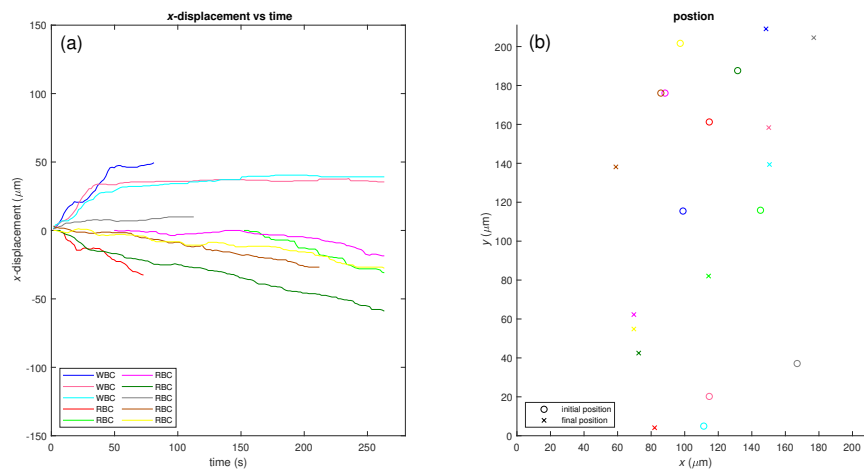 x-displacement vs time
(a)
x-displacement (μm)
150
100
50
0
-50
-100
-150
0 50 100 150 200 250
time (s)
WBC RBC
WBC RBC
WBC RBC
RBC RBC
RBC RBC
postion
(b)
y (μm)
200
180
160
140
120
100
80
60
40
20
0
0 20 40 60 80 100 120 140 160 180 200
x (μm)
initial position
final position